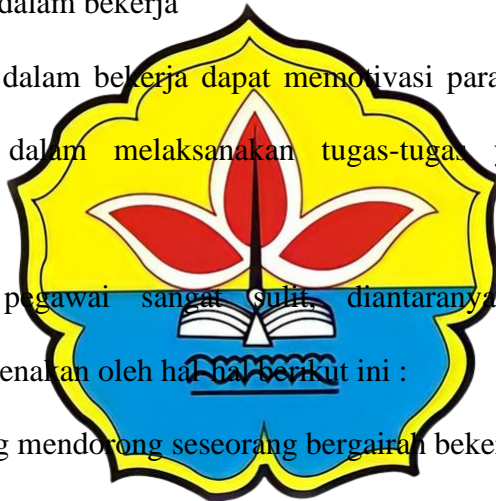 dalam bekerja
dalam bekerja dapat memotivasi para
dalam melaksanakan tugas-tugas
pegawai sangat sulit, diantaranya
enakan oleh hal-hal berikut ini :
g mendorong seseorang bergairah beker